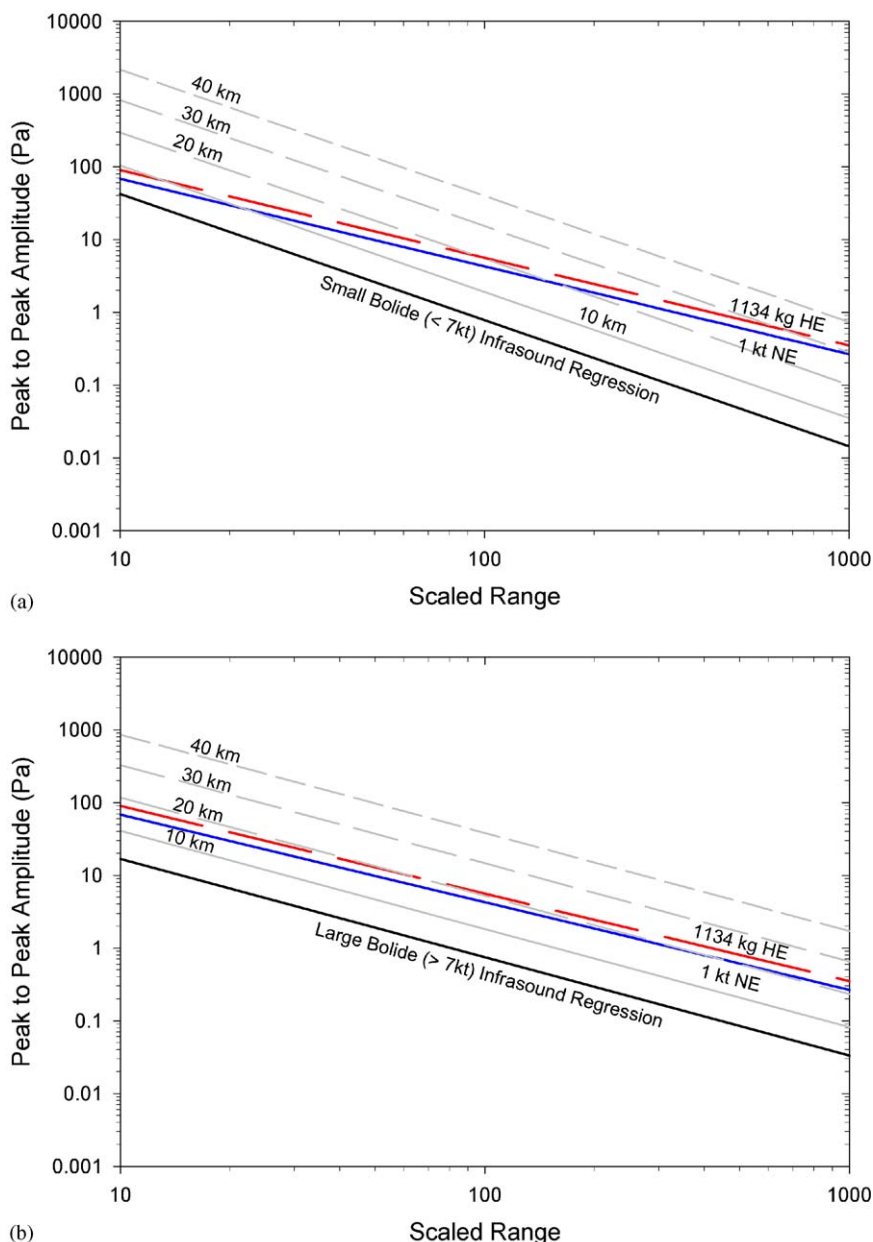 10000
1000
100
10
1
0.1
0.01
0.001
Peak to Peak Amplitude (Pa)
40 km
30 km
20 km
10 km
1134 kg HE
1 kt NE
Small Bolide (< 7kt) Infrasound Regression
10
100
1000
Scaled Range
(a)
10000
1000
100
10
1
0.1
0.01
0.001
Peak to Peak Amplitude (Pa)
40 km
30 km
20 km
10 km
1134 kg HE
1 kt NE
Large Bolide (> 7kt) Infrasound Regression
10
100
1000
Scaled Range
(b)